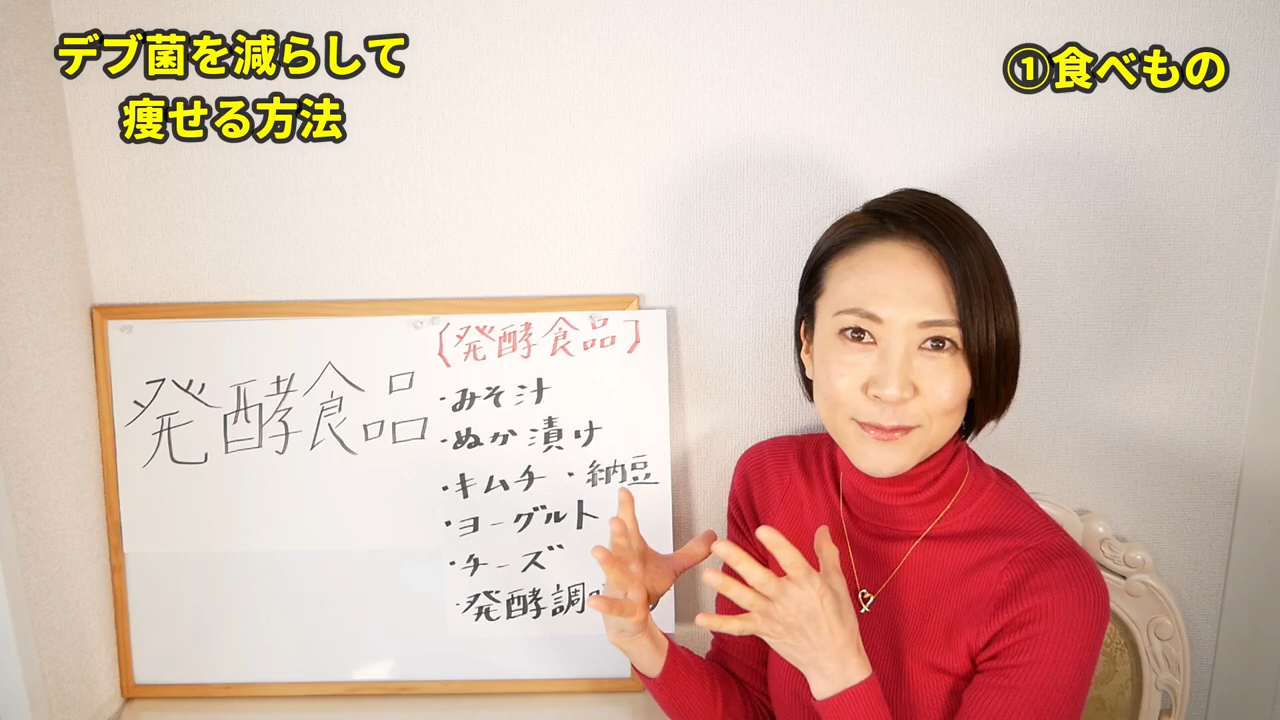 デブ菌を減らして
痩せる方法
①食べもの
発酵食品
〔発酵食品〕
・みそ汁
・ぬか漬け
・キムチ ・納豆
・ヨーグルト
・チーズ
・発酵調